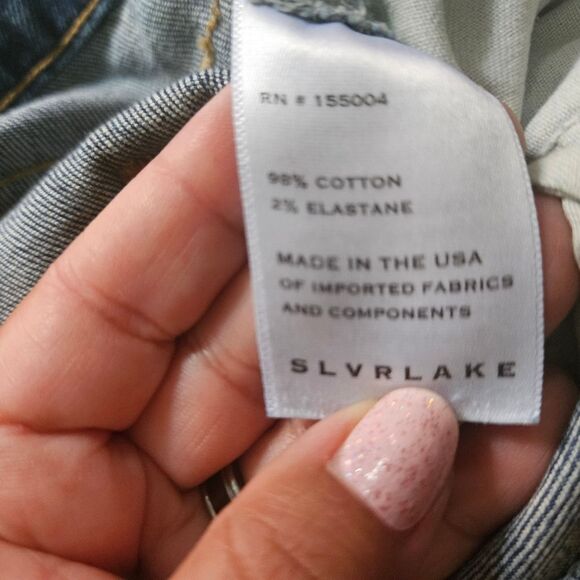 RN # 155004
98% COTTON
2% ELASTANE
MADE IN THE USA
OF IMPORTED FABRICS
AND COMPONENTS
SLVRLAKE